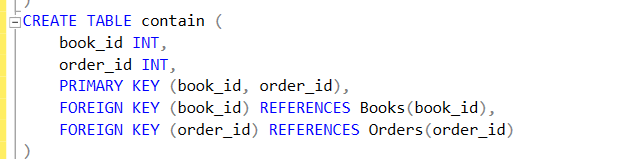 )
CREATE TABLE contain (
book_id INT,
order_id INT,
PRIMARY KEY (book_id, order_id),
FOREIGN KEY (book_id) REFERENCES Books(book_id),
FOREIGN KEY (order_id) REFERENCES Orders(order_id)
)